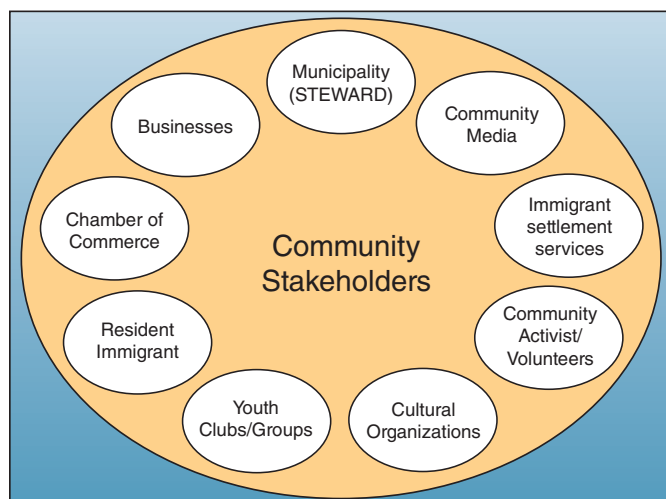 Municipality
(STEWARD)
Community
Media
Businesses
Immigrant
settlement
services
Chamber of
Commerce
Community
Stakeholders
Community
Activist/
Volunteers
Resident
Immigrant
Youth
Clubs/Groups
Cultural
Organizations